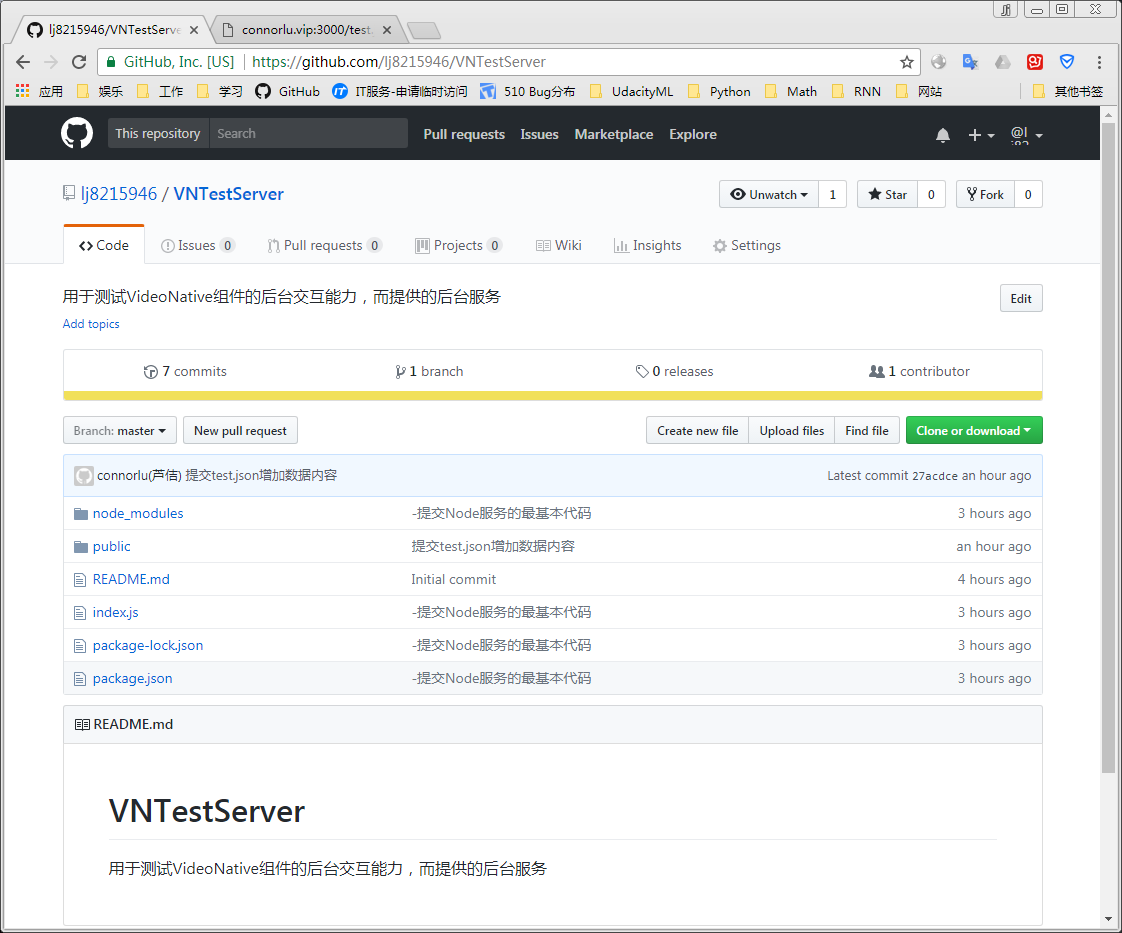 lj8215946/VNTestServe
connorlu.vip:3000/test.
GitHub, Inc. [US] https://github.com/lj8215946/VNTestServer
应用 娱乐 工作 学习 GitHub IT服务-申请临时访问 510 Bug分布 UdacityML Python Math RNN 网站 其他书签
This repository Search Pull requests Issues Marketplace Explore
lj8215946 / VNTestServer Unwatch 1 Star 0 Fork 0
Code Issues 0 Pull requests 0 Projects 0 Wiki Insights Settings
用于测试VideoNative组件的后台交互能力，而提供的后台服务 Edit
Add topics
7 commits 1 branch 0 releases 1 contributor
Branch: master New pull request Create new file Upload files Find file Clone or download
connorlu(芦佶) 提交test.json增加数据内容 Latest commit 27acdce an hour ago
node_modules -提交Node服务的最基本代码 3 hours ago
public 提交test.json增加数据内容 an hour ago
README.md Initial commit 4 hours ago
index.js -提交Node服务的最基本代码 3 hours ago
package-lock.json -提交Node服务的最基本代码 3 hours ago
package.json -提交Node服务的最基本代码 3 hours ago
README.md
VNTestServer
用于测试VideoNative组件的后台交互能力，而提供的后台服务